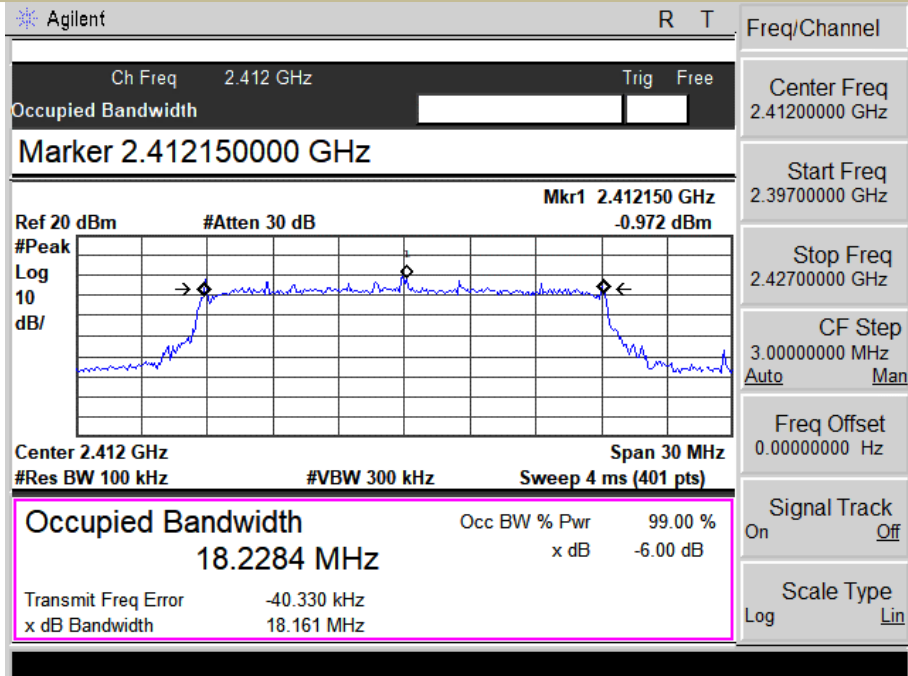 Agilent R T
Ch Freq 2.412 GHz Trig Free
Occupied Bandwidth
Marker 2.412150000 GHz
Mkr1 2.412150 GHz
Ref 20 dBm #Atten 30 dB -0.972 dBm
#Peak
Log
10
dB/
1
Center 2.412 GHz Span 30 MHz
#Res BW 100 kHz #VBW 300 kHz Sweep 4 ms (401 pts)
Occupied Bandwidth Occ BW % Pwr 99.00 %
18.2284 MHz x dB -6.00 dB
Transmit Freq Error -40.330 kHz
x dB Bandwidth 18.161 MHz
Freq/Channel
Center Freq
2.41200000 GHz
Start Freq
2.39700000 GHz
Stop Freq
2.42700000 GHz
CF Step
3.00000000 MHz
Auto Man
Freq Offset
0.00000000 Hz
Signal Track
On Off
Scale Type
Log Lin